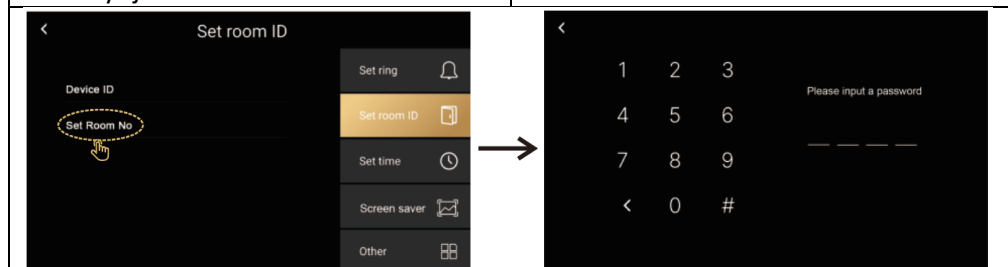 Set room ID
Device ID
Set Room No
Set ring
Set room ID
Set time
Screen saver
Other
1 2 3
4 5 6
7 8 9
< 0 #
Please input a password